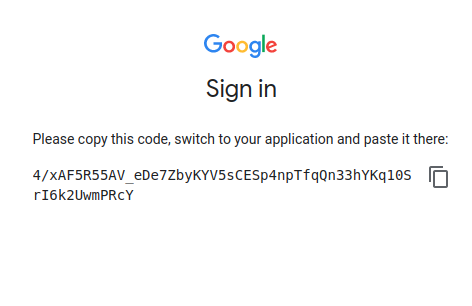 Google
Sign in
Please copy this code, switch to your application and paste it there:
4/xAF5R55AV_eDe7ZbyKYV5sCESp4npTfqQn33hYKq10S
rI6k2UwmPRcY